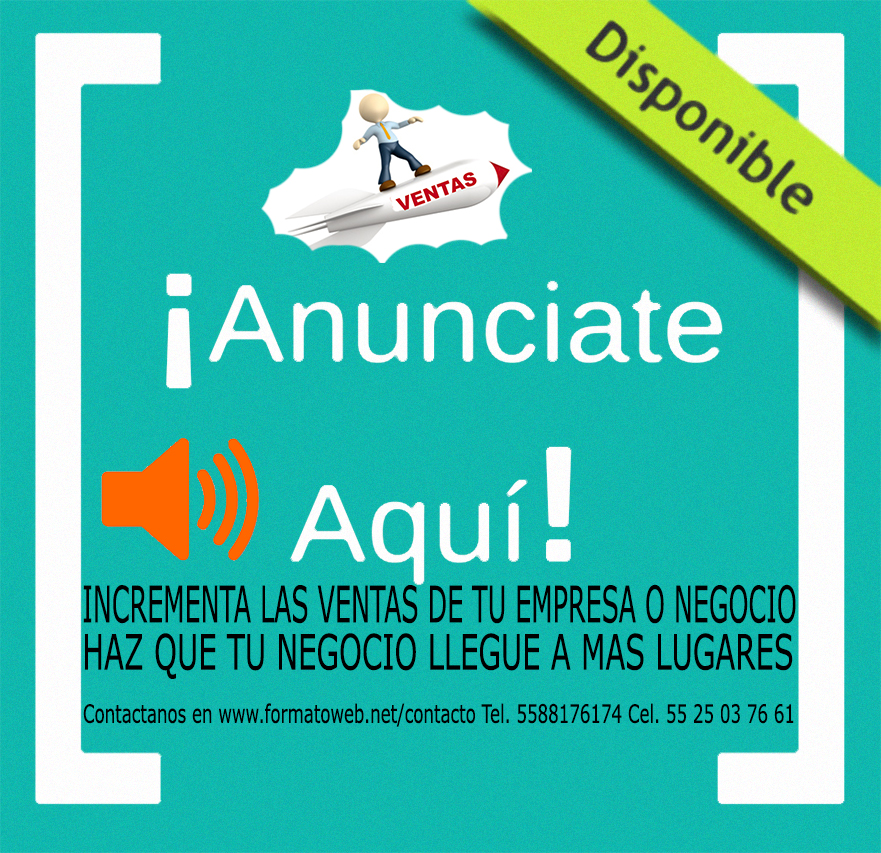 Disponible
VENTAS
¡Anunciate
Aquí!
INCREMENTA LAS VENTAS DE TU EMPRESA O NEGOCIO
HAZ QUE TU NEGOCIO LLEGUE A MAS LUGARES
Contactanos en www.formatoweb.net/contacto Tel. 5588176174 Cel. 55 25 03 76 61